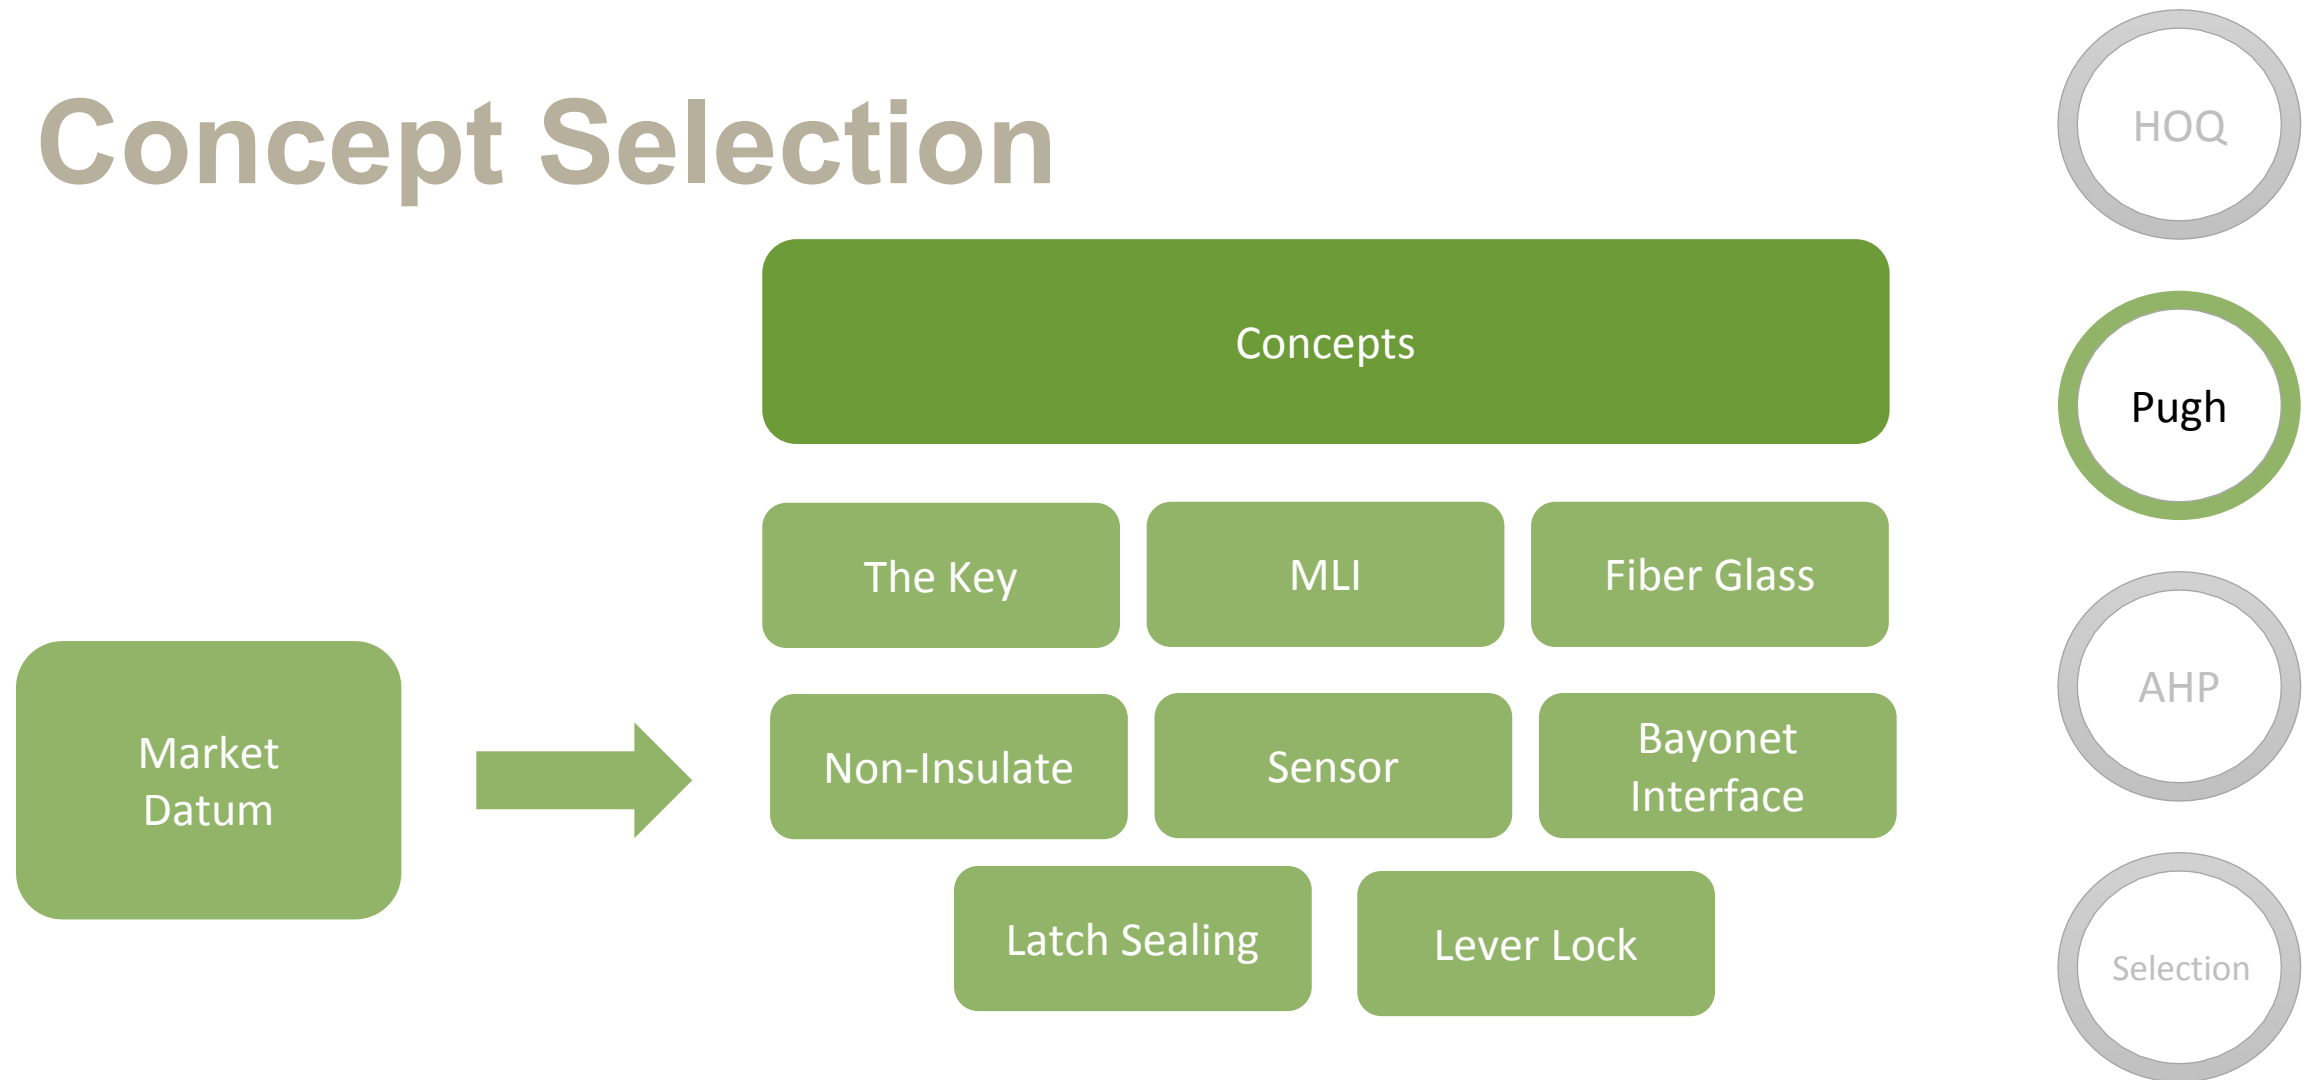 Concept Selection
Concepts
The Key
MLI
Fiber Glass
Market
Datum
Non-Insulate
Sensor
Bayonet
Interface
Latch Sealing
Lever Lock
HOQ
Pugh
AHP
Selection